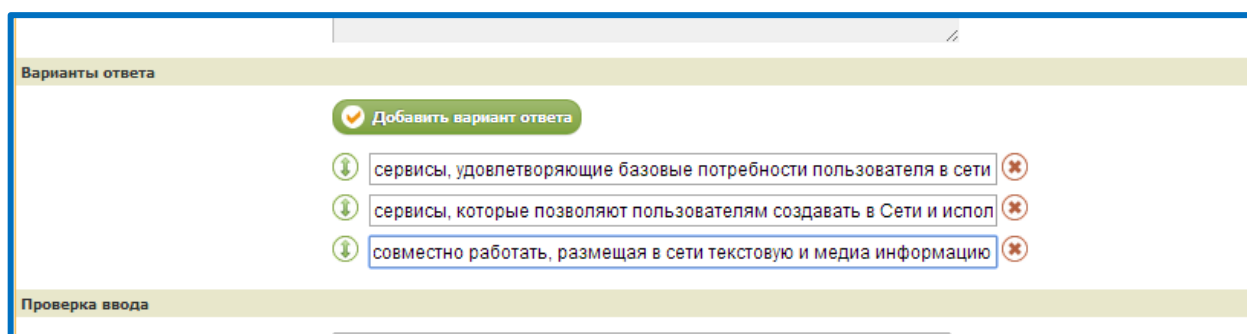 Варианты ответа
Добавить вариант ответа
сервисы, удовлетворяющие базовые потребности пользователя в сети
сервисы, которые позволяют пользователям создавать в Сети и испол
совместно работать, размещая в сети текстовую и медиа информацию
Проверка ввода